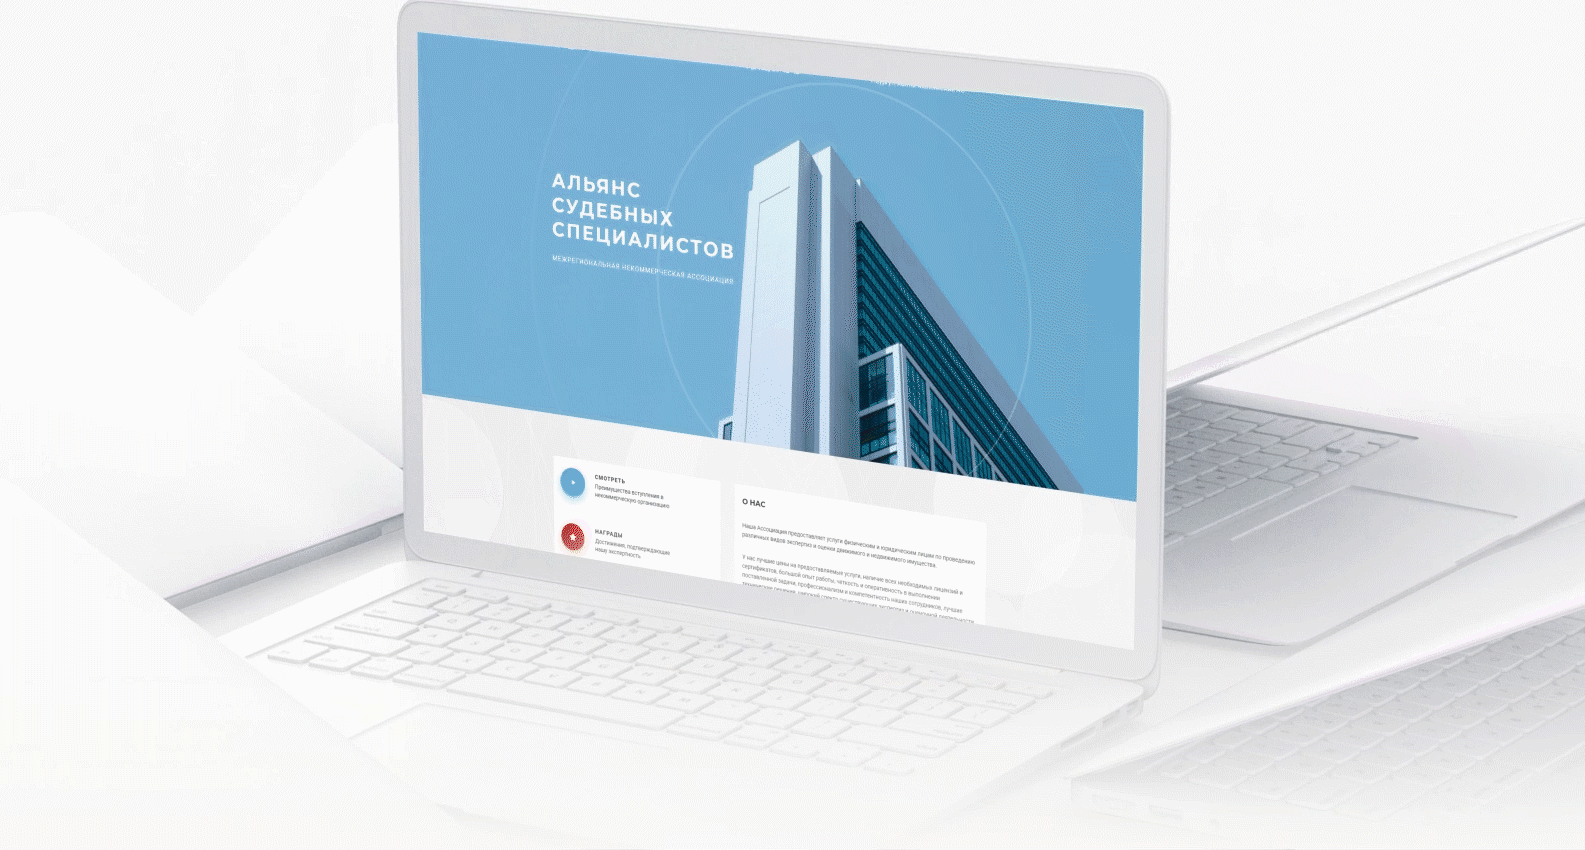 АЛЬЯНС
СУДЕБНЫХ
СПЕЦИАЛИСТОВ
МЕЖРЕГИОНАЛЬНАЯ НЕКОММЕРЧЕСКАЯ АССОЦИАЦИЯ
СМОТРЕТЬ
Преимущества вступления в
некоммерческую организацию
НАГРАДЫ
Достижения, подтверждающие
нашу экспертность
О НАС
Наша Ассоциация предоставляет услуги физическим и юридическим лицам по проведению
различных видов экспертиз и оценки движимого и недвижимого имущества.
У нас лучшие цены на предоставляемые услуги, наличие всех необходимых лицензий и
сертификатов, большой опыт работы, четкость и оперативность в выполнении
поставленной задачи, профессионализм и компетентность наших сотрудников, лучшие